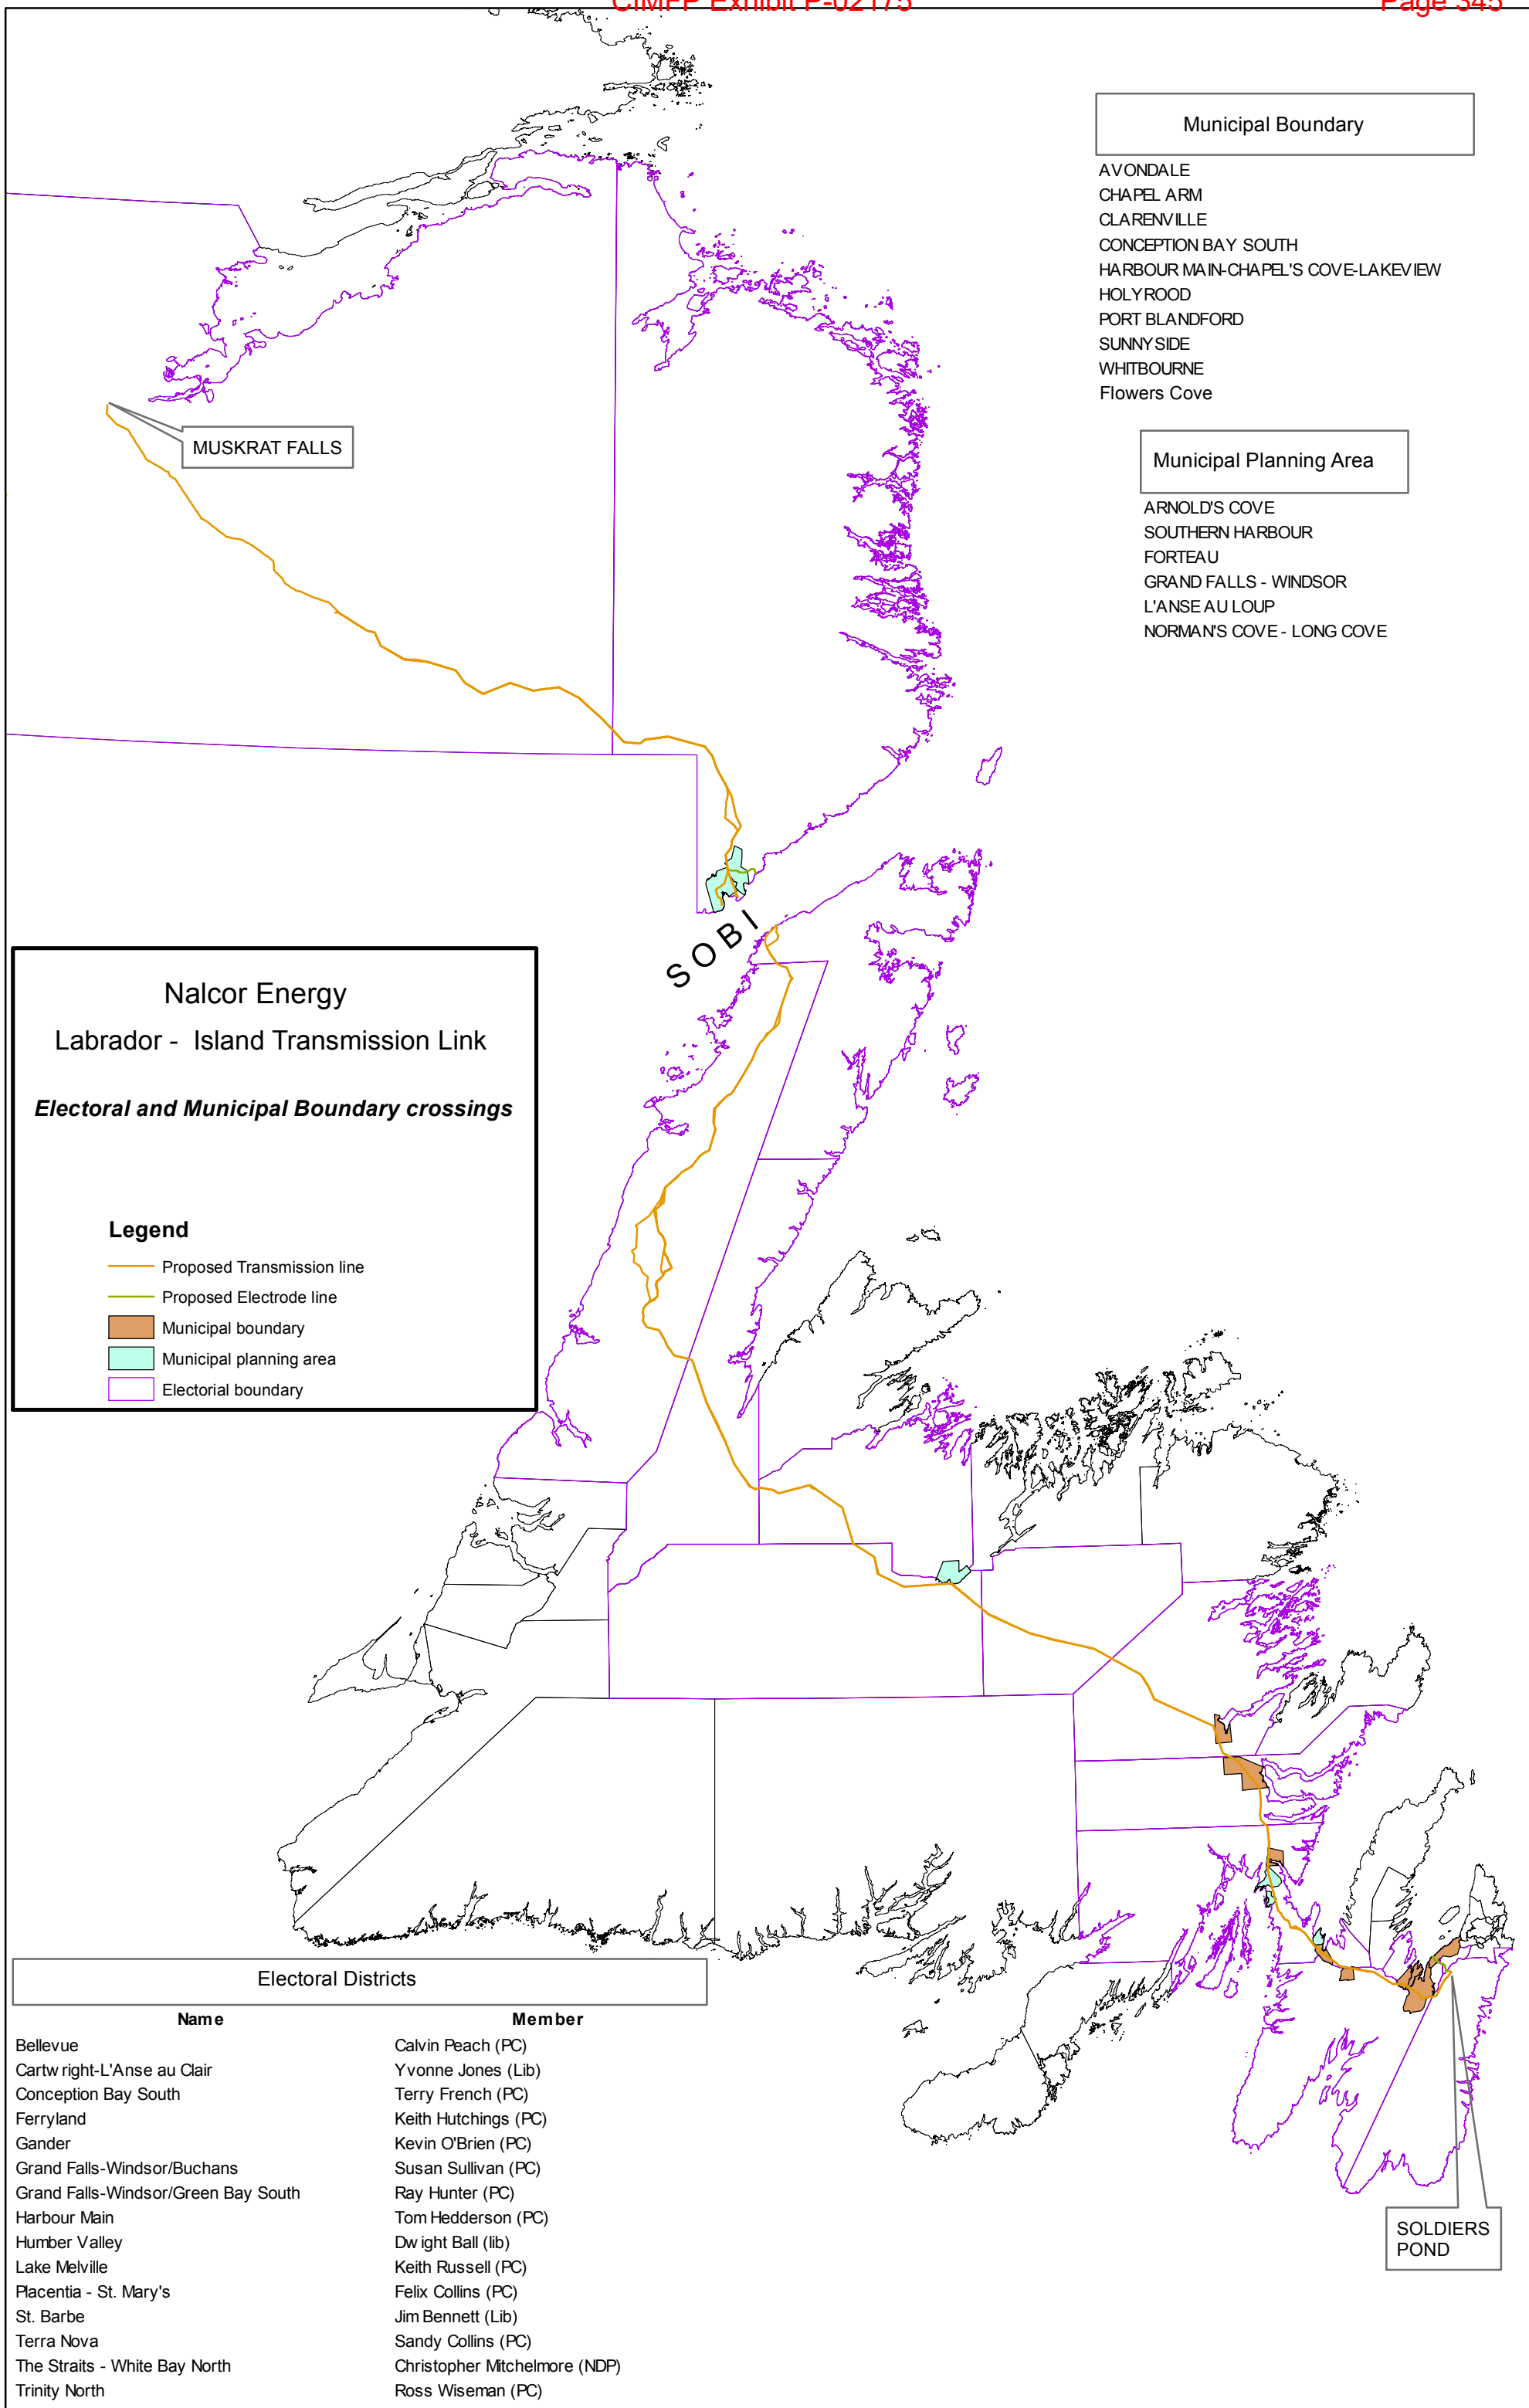 CIMFP Exhibit P-02175 Page 345
Municipal Boundary
AVONDALE
CHAPEL ARM
CLARENVILLE
CONCEPTION BAY SOUTH
HARBOUR MAIN-CHAPEL'S COVE-LAKEVIEW
HOLYROOD
PORT BLANDFORD
SUNNYSIDE
WHITBOURNE
Flowers Cove
Municipal Planning Area
ARNOLD'S COVE
SOUTHERN HARBOUR
FORTEAU
GRAND FALLS - WINDSOR
L'ANSE AU LOUP
NORMAN'S COVE - LONG COVE
MUSKRAT FALLS
SOBI
Nalcor Energy
Labrador - Island Transmission Link
Electoral and Municipal Boundary crossings
Legend
Proposed Transmission line
Proposed Electrode line
Municipal boundary
Municipal planning area
Electorial boundary
Electoral Districts
Name Member
Bellevue Calvin Peach (PC)
Cartwright-L'Anse au Clair Yvonne Jones (Lib)
Conception Bay South Terry French (PC)
Ferryland Keith Hutchings (PC)
Gander Kevin O'Brien (PC)
Grand Falls-Windsor/Buchans Susan Sullivan (PC)
Grand Falls-Windsor/Green Bay South Ray Hunter (PC)
Harbour Main Tom Hedderson (PC)
Humber Valley Dwight Ball (lib)
Lake Melville Keith Russell (PC)
Placentia - St. Mary's Felix Collins (PC)
St. Barbe Jim Bennett (Lib)
Terra Nova Sandy Collins (PC)
The Straits - White Bay North Christopher Mitchelmore (NDP)
Trinity North Ross Wiseman (PC)
SOLDIERS
POND